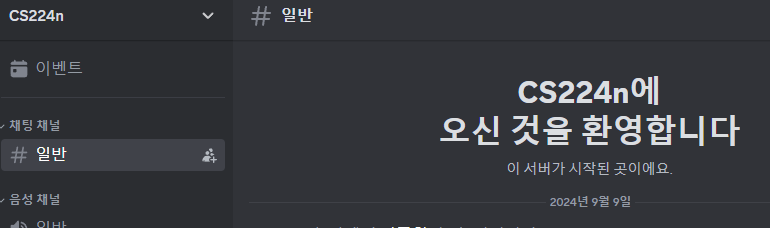 CS224n
이벤트
채팅 채널
일반
음성 채널
일반
일반
CS224n에
오신 것을 환영합니다
이 서버가 시작된 곳이에요.
2024년 9월 9일